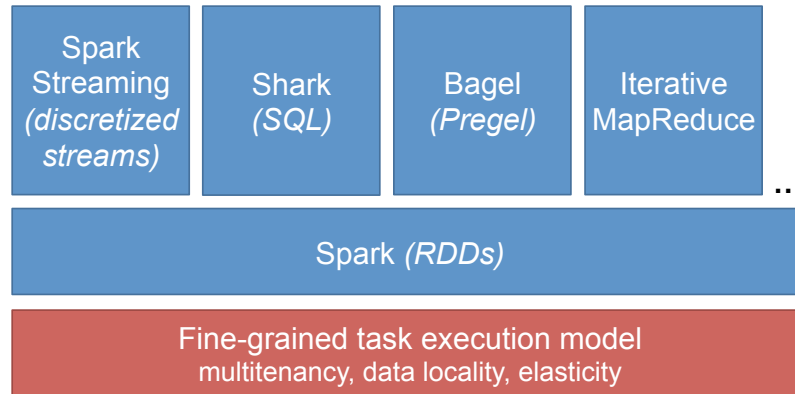 Spark
Streaming
(discretized
streams)
Shark
(SQL)
Bagel
(Pregel)
Iterative
MapReduce
...
Spark (RDDs)
Fine-grained task execution model
multitenancy, data locality, elasticity